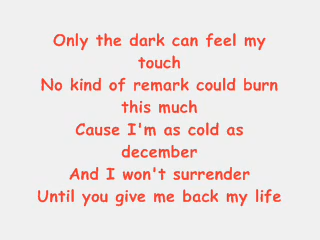 Only the dark can feel my
touch
No kind of remark could burn
this much
Cause I'm as cold as
december
And I won't surrender
Until you give me back my life